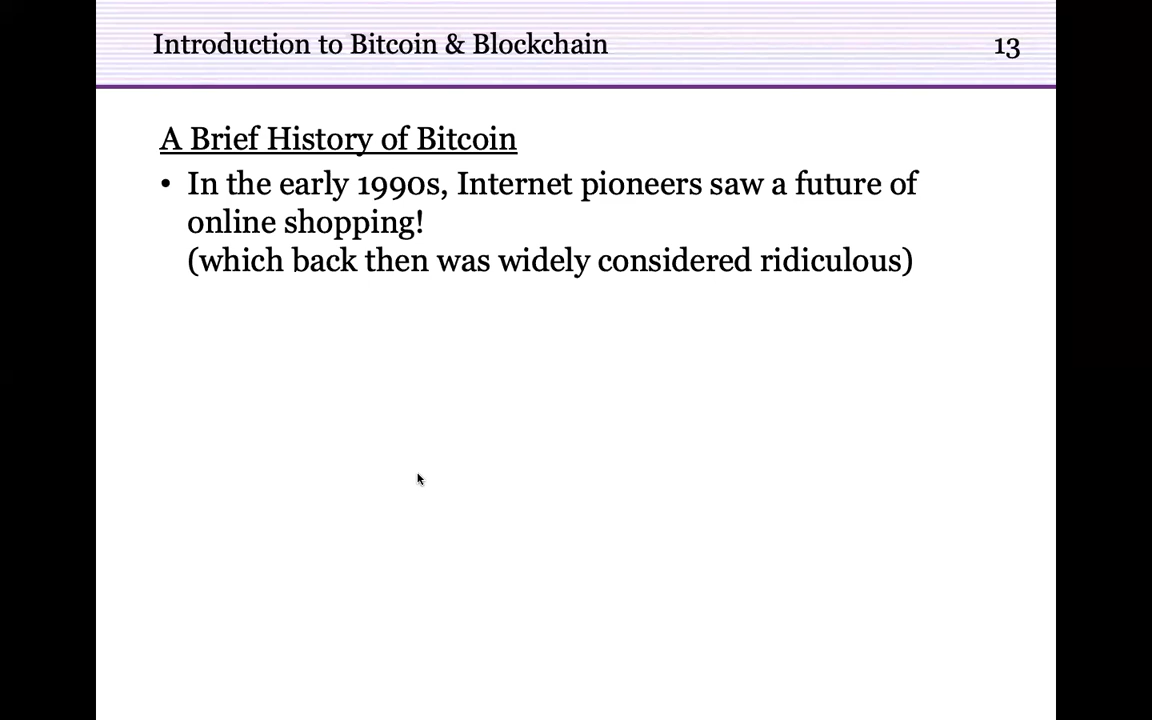 Introduction to Bitcoin & Blockchain 13
A Brief History of Bitcoin
• In the early 1990s, Internet pioneers saw a future of
online shopping!
(which back then was widely considered ridiculous)